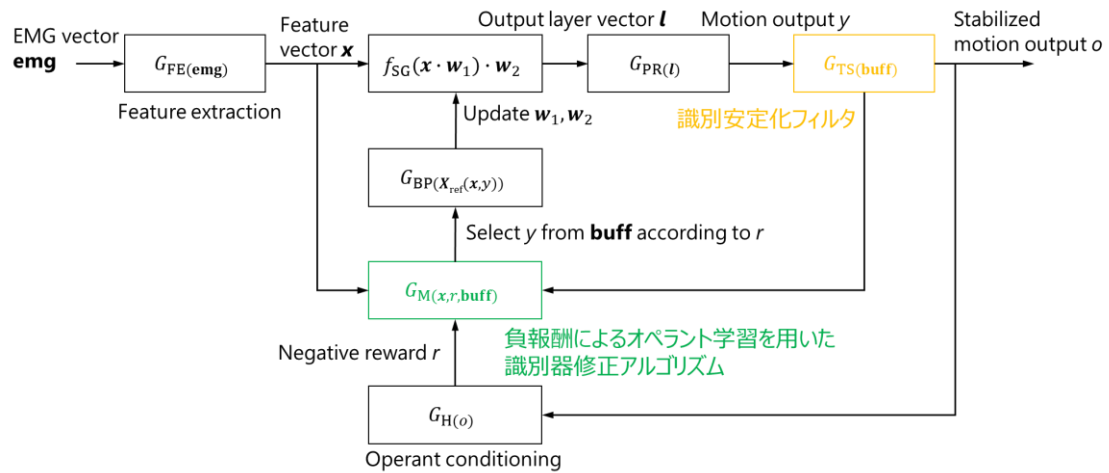 EMG vector
emg
G_FE(emg)
Feature extraction
Feature
vector x
f_SG(x · w_1) · w_2
Output layer vector l
G_PR(l)
Motion output y
G_TS(buff)
識別安定化フィルタ
Stabilized
motion output o
Update w_1, w_2
G_BP(X_ref(x,y))
Select y from buff according to r
G_M(x,r,buff)
負報酬によるオペラント学習を用いた
識別器修正アルゴリズム
Negative reward r
G_H(o)
Operant conditioning